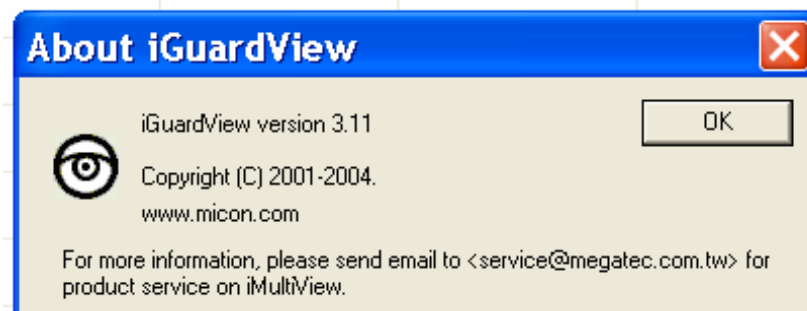 About iGuardView
iGuardView version 3.11
OK
Copyright (C) 2001-2004.
www.micon.com
For more information, please send email to <service@megatec.com.tw> for
product service on iMultiView.